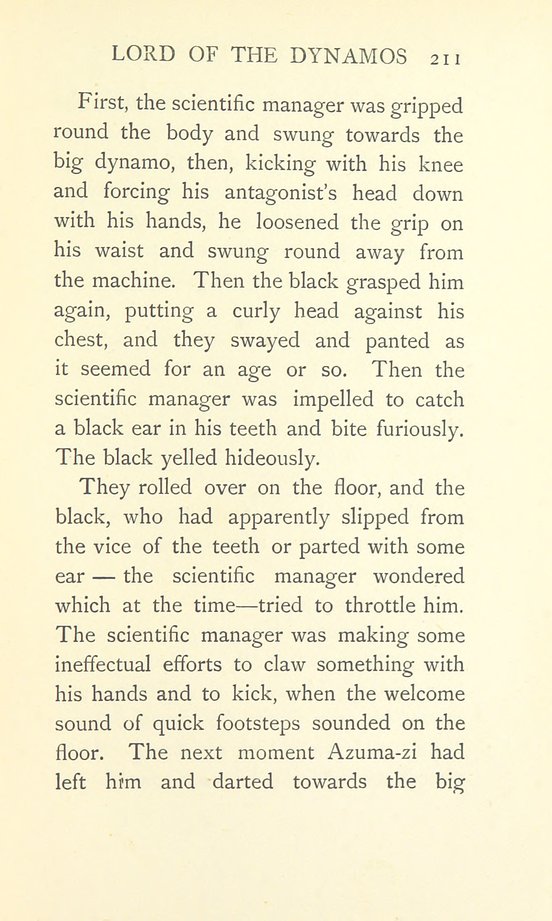 LORD OF THE DYNAMOS 211
First, the scientific manager was gripped
round the body and swung towards the
big dynamo, then, kicking with his knee
and forcing his antagonist's head down
with his hands, he loosened the grip on
his waist and swung round away from
the machine. Then the black grasped him
again, putting a curly head against his
chest, and they swayed and panted as
it seemed for an age or so. Then the
scientific manager was impelled to catch
a black ear in his teeth and bite furiously.
The black yelled hideously.
They rolled over on the floor, and the
black, who had apparently slipped from
the vice of the teeth or parted with some
ear — the scientific manager wondered
which at the time—tried to throttle him.
The scientific manager was making some
ineffectual efforts to claw something with
his hands and to kick, when the welcome
sound of quick footsteps sounded on the
floor. The next moment Azuma-zi had
left him and darted towards the big